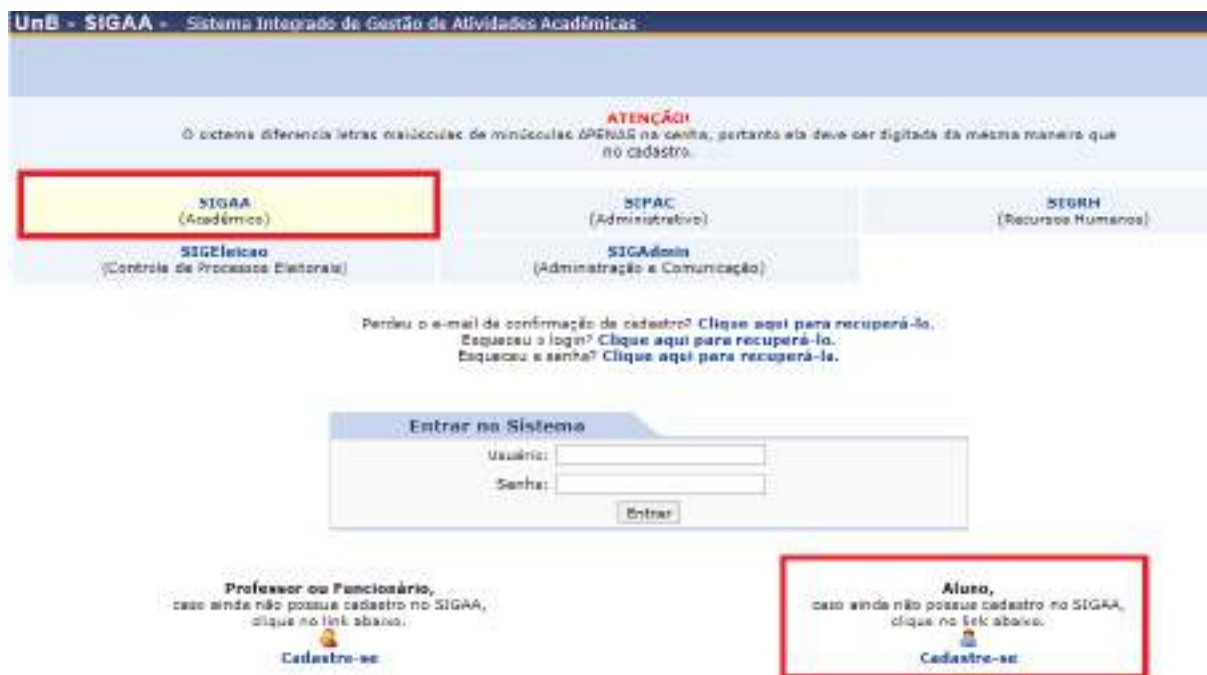 UnB - SIGAA - Sistema Integrado de Gestão de Atividades Acadêmicas
ATENÇÃO!
O sistema diferencia letras maiúsculas de minúsculas APENAS na senha, portanto ela deve ser digitada da mesma maneira que
no cadastro.
SIGAA
(Acadêmico)
SIPAC
(Administrativo)
SIGRH
(Recursos Humanos)
SIGEleicao
(Controle de Processos Eleitorais)
SIGAdmin
(Administração e Comunicação)
Perdeu o e-mail de confirmação de cadastro? Clique aqui para recuperá-lo.
Esqueceu o login? Clique aqui para recuperá-lo.
Esqueceu a senha? Clique aqui para recuperá-la.
Entrar no Sistema
Usuário:
Senha:
Entrar
Professor ou Funcionário,
caso ainda não possua cadastro no SIGAA,
clique no link abaixo.
Cadastre-se
Aluno,
caso ainda não possua cadastro no SIGAA,
clique no link abaixo.
Cadastre-se